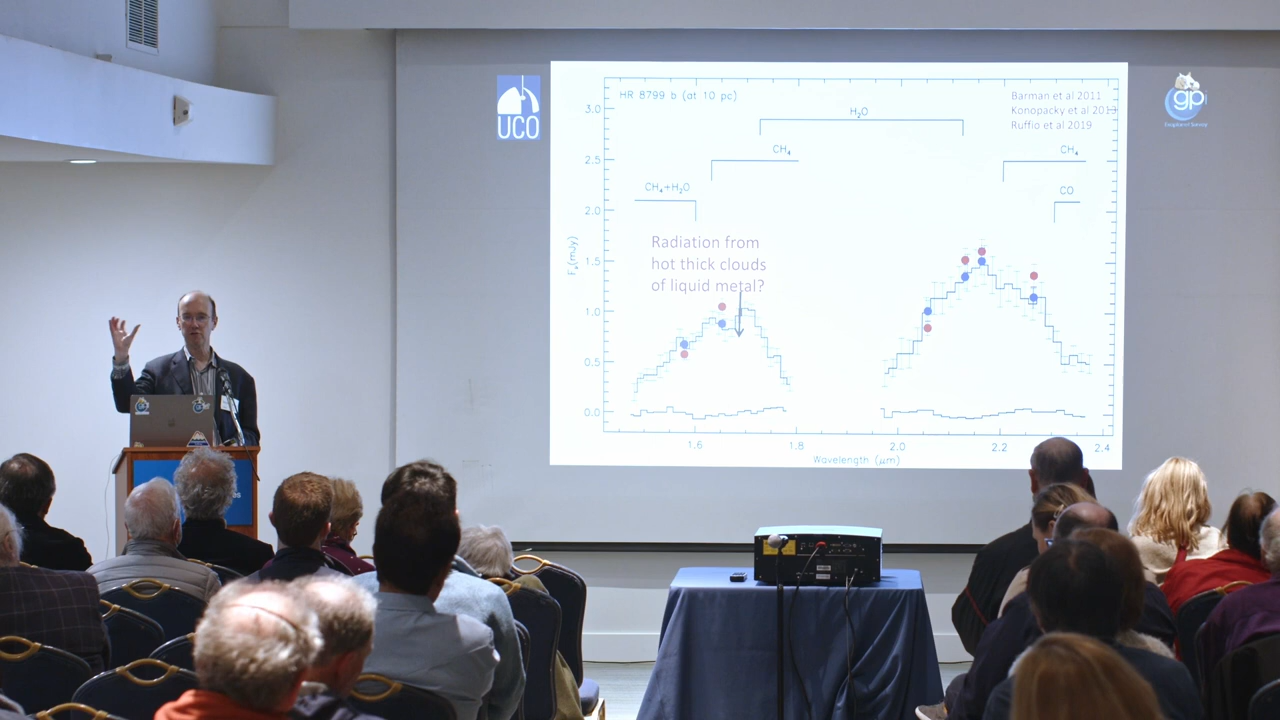 UCO
gpi
HR 8799 b (at 10 pc)
Barman et al 2011
Konopacky et al 2013
Ruffio et al 2019
H₂O
CH₄
CH₄
CH₄+H₂O
CO
Radiation from
hot thick clouds
of liquid metal?
3.0
2.5
2.0
1.5
1.0
0.5
0.0
1.6
1.8
2.0
2.2
2.4
Wavelength (μm)